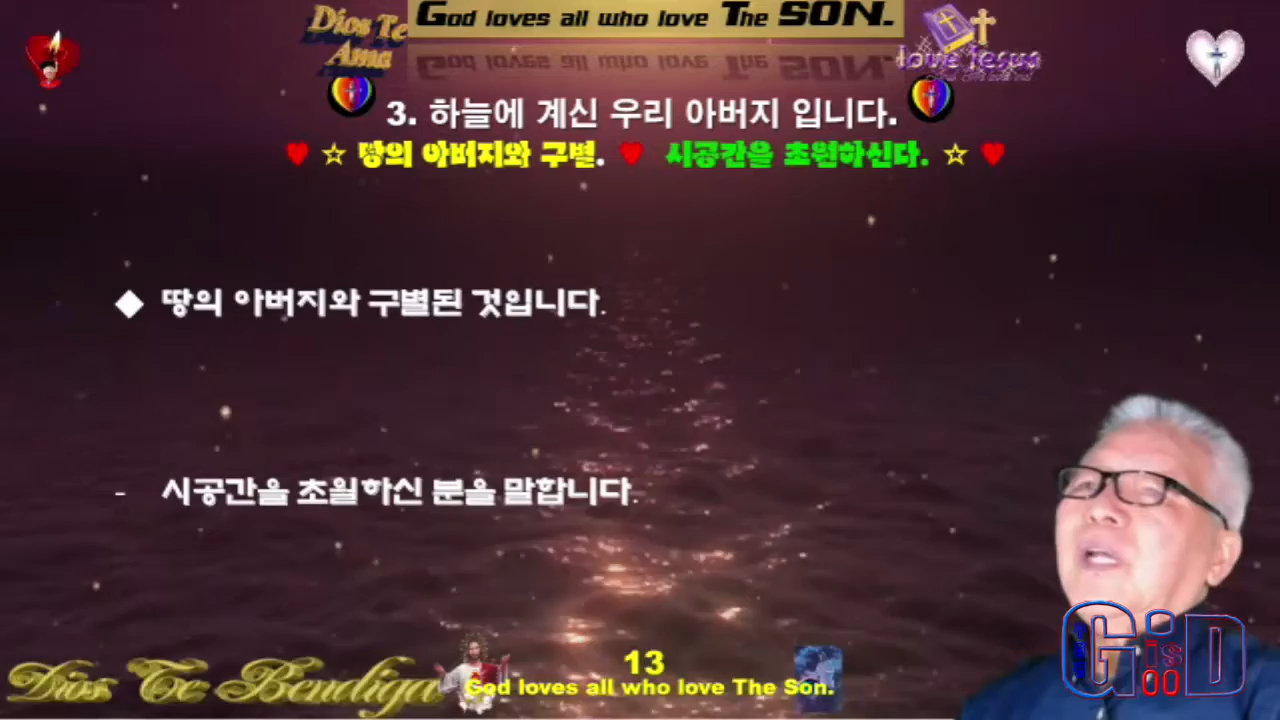 Dios Te Ama
God loves all who love The SON.
love Jesus
3. 하늘에 계신 우리 아버지 입니다.
♥ ☆ 땅의 아버지와 구별. ♥ 시공간을 초원하신다. ☆ ♥
◆ 땅의 아버지와 구별된 것입니다.
- 시공간을 초월하신 분을 말합니다.
13
Dios Te Bendiga
God loves all who love The Son.
G is D